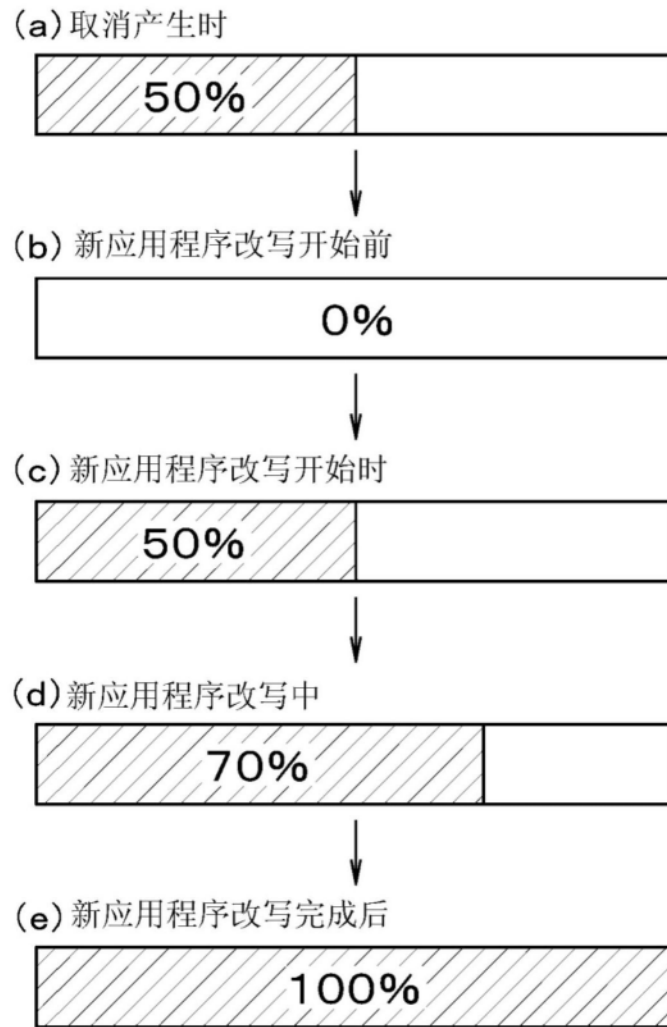 (a)取消产生时
50%
(b)新应用程序改写开始前
0%
(c)新应用程序改写开始时
50%
(d)新应用程序改写中
70%
(e)新应用程序改写完成后
100%